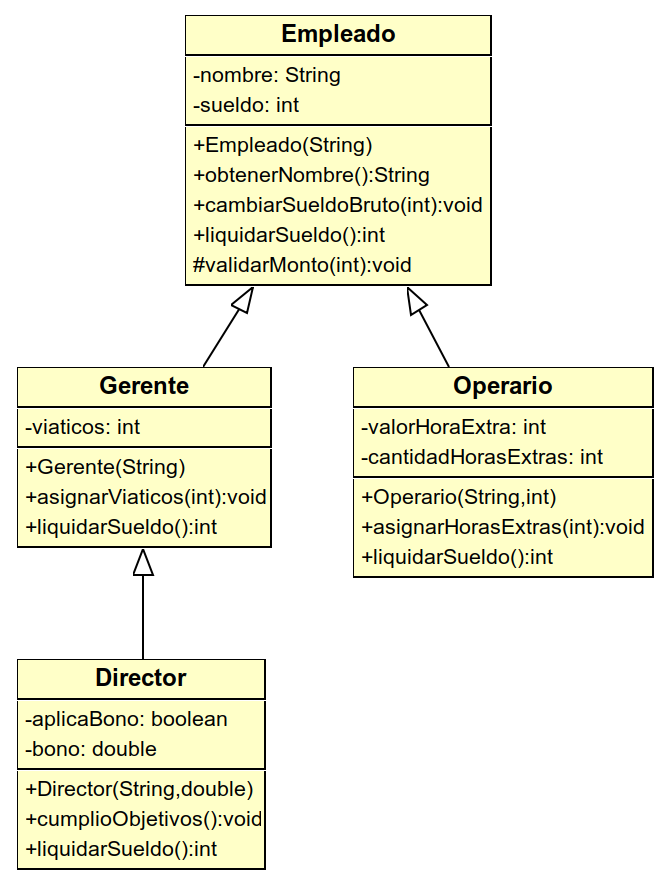 Empleado
-nombre: String
-sueldo: int
+Empleado(String)
+obtenerNombre():String
+cambiarSueldoBruto(int):void
+liquidarSueldo():int
#validarMonto(int):void
Gerente
-viaticos: int
+Gerente(String)
+asignarViaticos(int):void
+liquidarSueldo():int
Operario
-valorHoraExtra: int
-cantidadHorasExtras: int
+Operario(String,int)
+asignarHorasExtras(int):void
+liquidarSueldo():int
Director
-aplicaBono: boolean
-bono: double
+Director(String,double)
+cumplioObjetivos():void
+liquidarSueldo():int